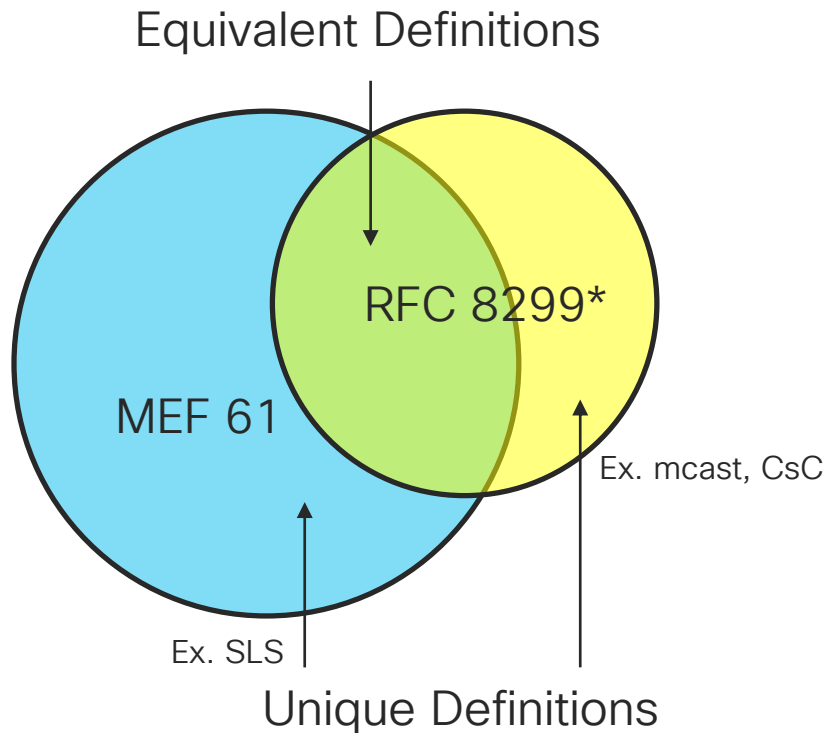 Equivalent Definitions
RFC 8299*
MEF 61
Ex. mcast, CsC
Ex. SLS
Unique Definitions